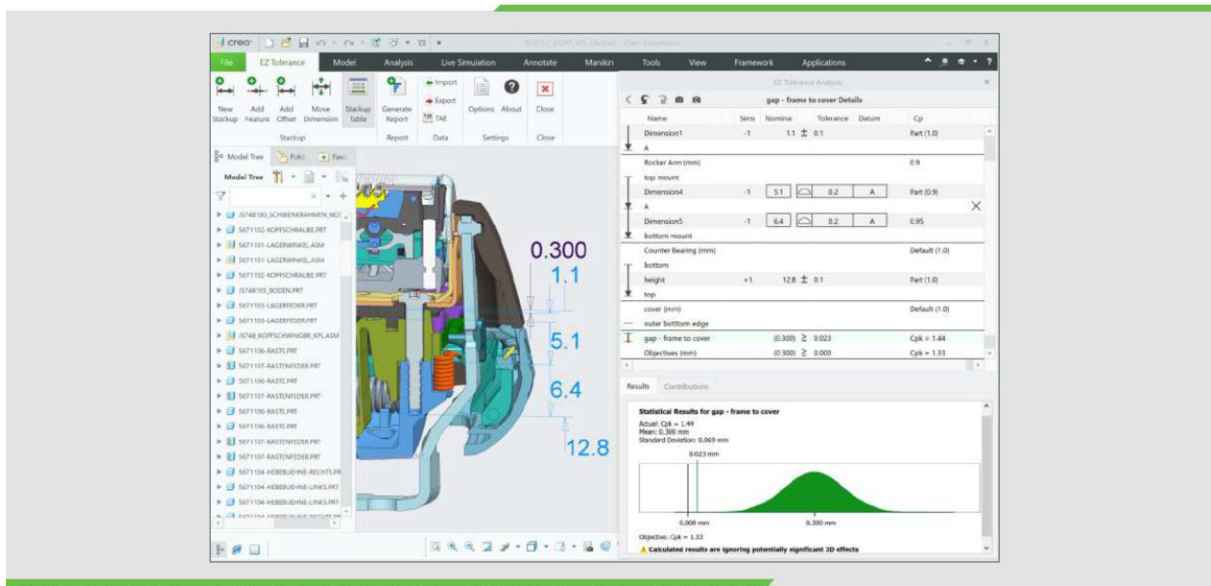 creo
File EZ Tolerance Model Analysis Live Simulation Annotate Manikin Tools View Framework Applications
New Stackup
Add Feature
Add Offset
Move Dimension
Stackup Table
Generate Report
Import
Export
TAE
Options
About
Close
Stackup Report Data Settings Close
Model Tree
Model Tree
JS748100_SCHWENKRAHMEN_NOT
5671102-KOPFSCHRALBE.PRT
5671101-LAGERWINKEL.ASM
5671101-LAGERWINKEL.ASM
5671102-KOPFSCHRALBE.PRT
JS748105_BODEN.PRT
5671103-LAGERFEDER.PRT
5671103-LAGERFEDER.PRT
JS748_KOPFSCHWINGBR_KPL.ASM
5671106-RASTE.PRT
5671107-RASTENFEDER.PRT
5671106-RASTE.PRT
5671107-RASTENFEDER.PRT
5671106-RASTE.PRT
5671106-RASTE.PRT
5671107-RASTENFEDER.PRT
5671107-RASTENFEDER.PRT
5671104-HEBEBUEHNE-RECHTS.PR
5671104-HEBEBUEHNE-LINKS.PRT
5671104-HEBEBUEHNE-LINKS.PRT
0.300
1.1
5.1
6.4
12.8
EZ Tolerance Analysis
gap - frame to cover Details
Name Sens Nominal Tolerance Datum Cp
Dimension1 -1 1.1 ± 0.1 Part (1.0)
A
Rocker Arm (mm) 0.9
top mount
Dimension4 -1 5.1 0.2 A Part (0.9)
A
Dimension5 -1 6.4 0.2 A 0.95
bottom mount
Counter Bearing (mm) Default (1.0)
bottom
height +1 12.8 ± 0.1 Part (1.0)
top
cover (mm) Default (1.0)
outer botttom edge
gap - frame to cover (0.300) ≥ 0.023 Cpk = 1.44
Objectives (mm) (0.300) ≥ 0.000 Cpk = 1.33
Results Contributions
Statistical Results for gap - frame to cover
Actual: Cpk = 1.44
Mean: 0.300 mm
Standard Deviation: 0.069 mm
0.023 mm
0.000 mm 0.300 mm
Objective: Cpk = 1.33
Calculated results are ignoring potentially significant 3D effects